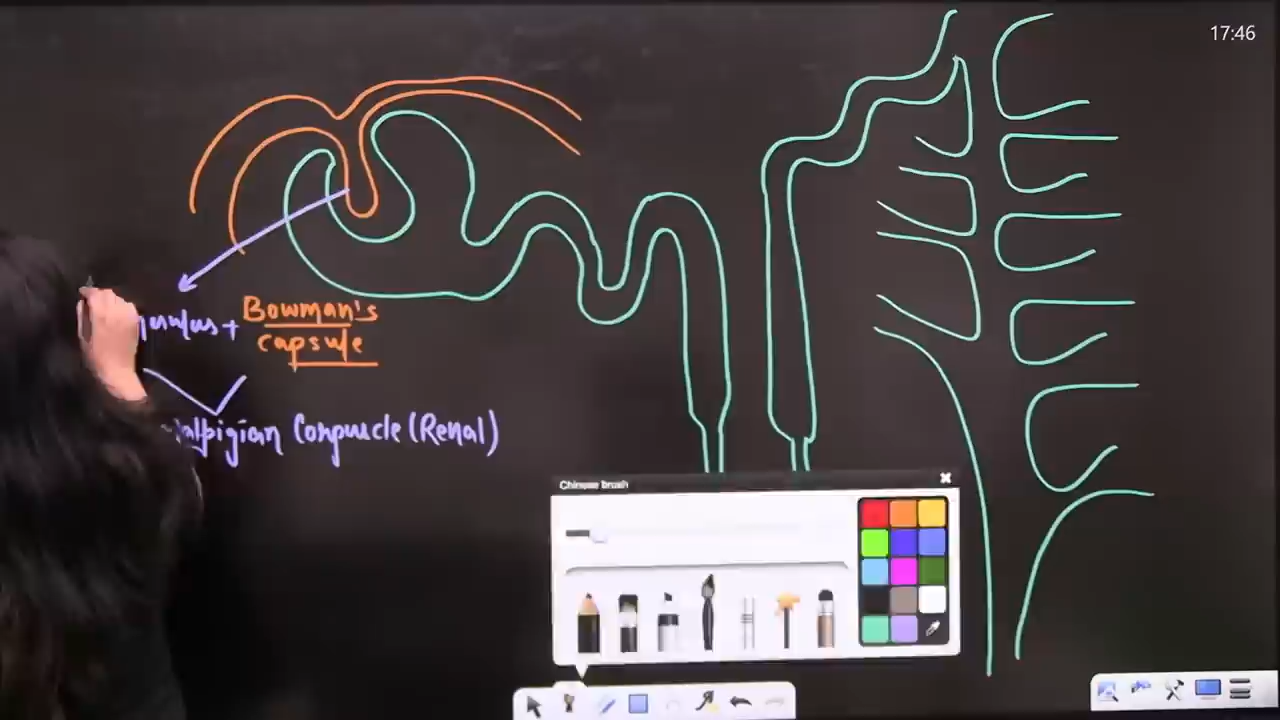 17:46
+ Bowman's
capsule
Corpuscle (Renal)
Chinese brush